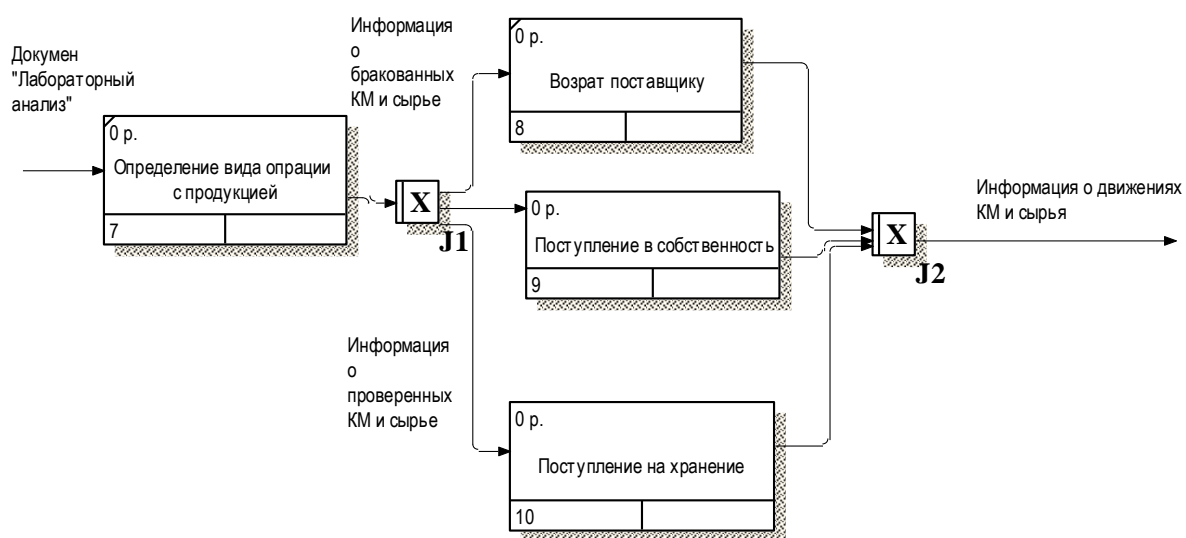 Докумен
"Лабораторный
анализ"
0 р.
Определение вида опрации
с продукцией
7
X
J1
Информация
о
бракованных
КМ и сырье
0 р.
Возрат поставщику
8
0 р.
Поступление в собственность
9
Информация
о
проверенных
КМ и сырье
0 р.
Поступление на хранение
10
X
J2
Информация о движениях
КМ и сырья